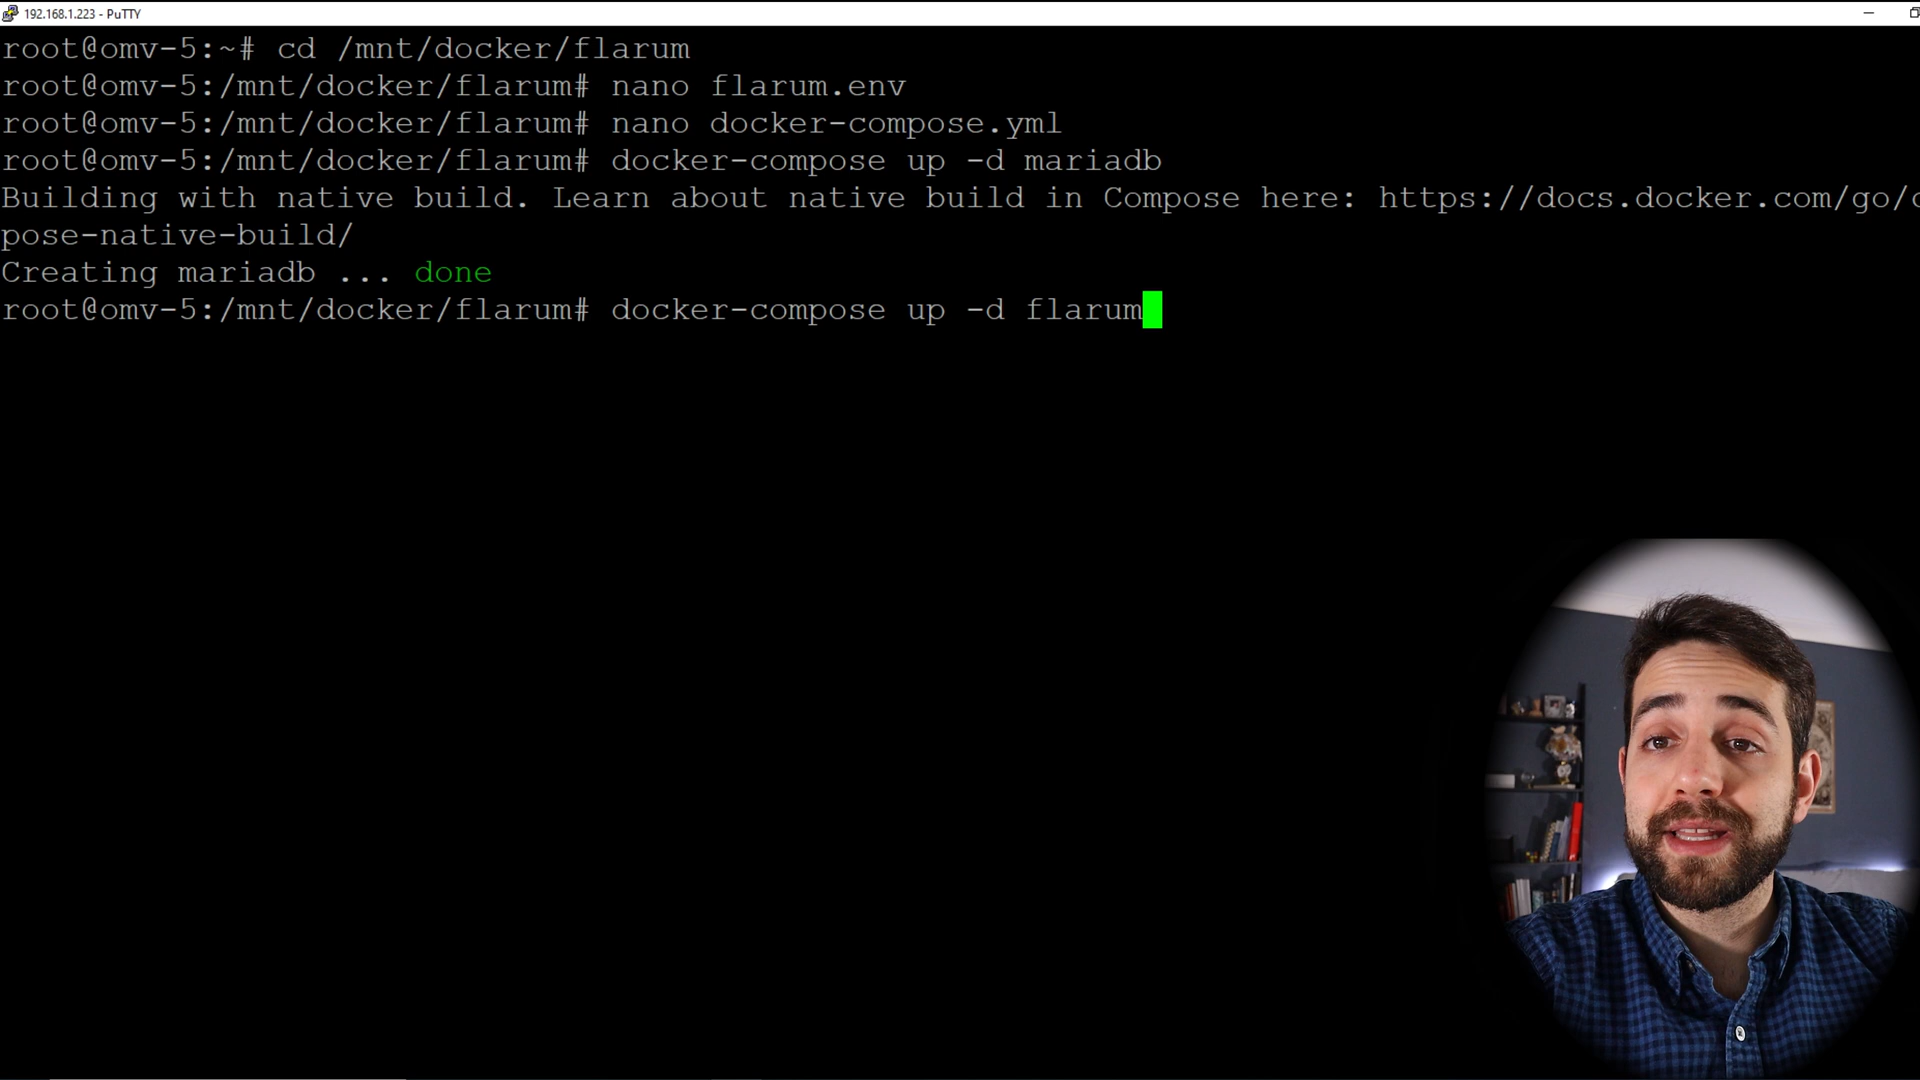 192.168.1.223 - PuTTY
root@omv-5:~# cd /mnt/docker/flarum
root@omv-5:/mnt/docker/flarum# nano flarum.env
root@omv-5:/mnt/docker/flarum# nano docker-compose.yml
root@omv-5:/mnt/docker/flarum# docker-compose up -d mariadb
Building with native build. Learn about native build in Compose here: https://docs.docker.com/go/c
pose-native-build/
Creating mariadb ... done
root@omv-5:/mnt/docker/flarum# docker-compose up -d flarum